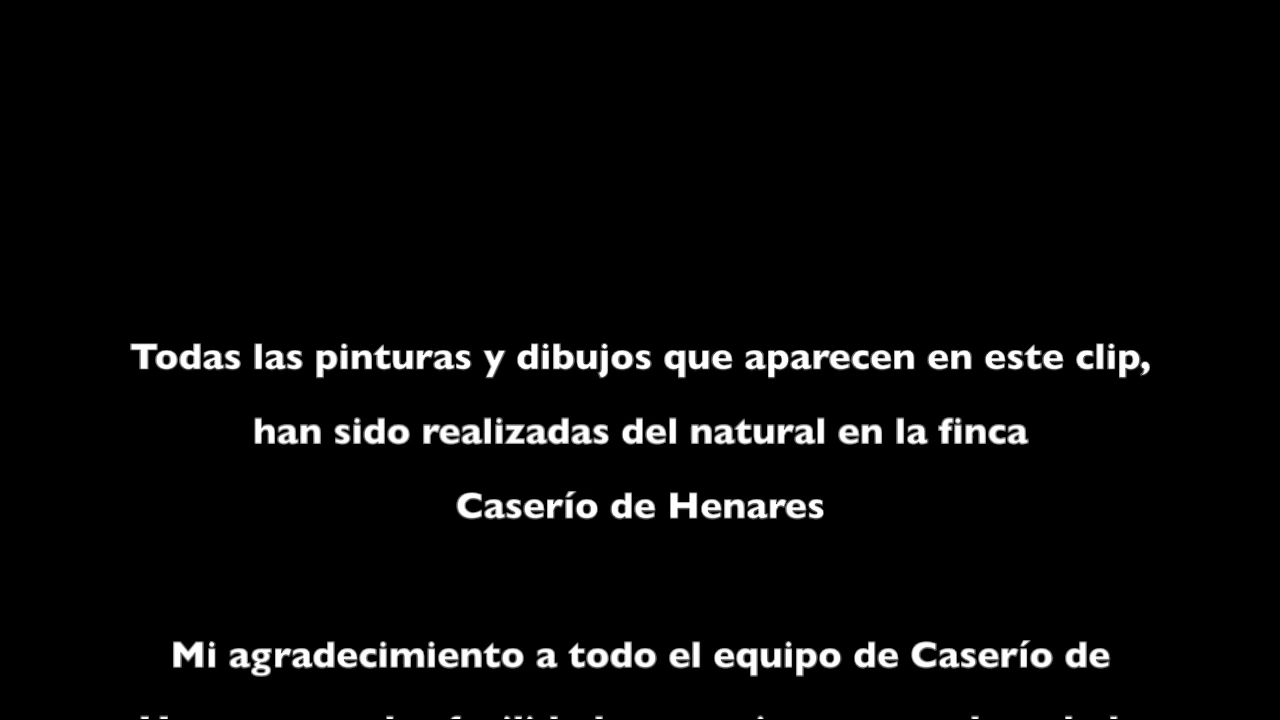 Todas las pinturas y dibujos que aparecen en este clip,
han sido realizadas del natural en la finca
Caserío de Henares
Mi agradecimiento a todo el equipo de Caserío de